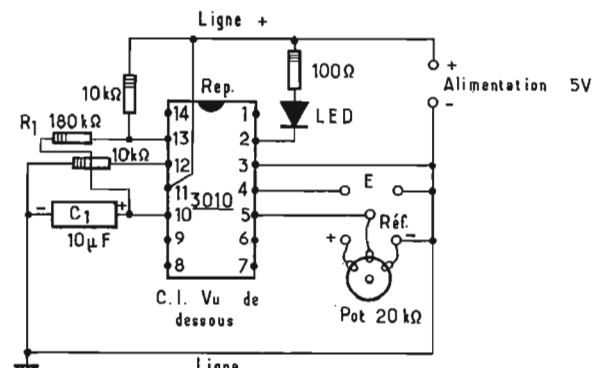 Ligne +
10kΩ
Rep.
100Ω
+
Alimentation 5V
-
LED
R1 180kΩ
14
1
13
2
10kΩ
12
3
11
4
E
3010
- C1 +
10
5
Réf.
10µF
9
6
+
-
8
7
C.I. Vu de
dessous
Pot 20kΩ
Ligne